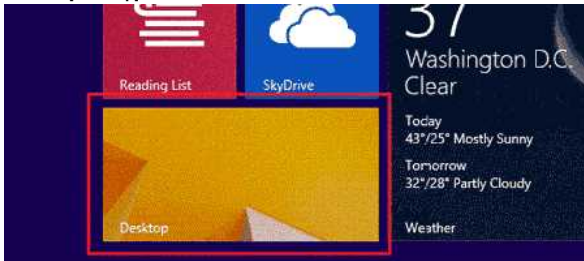 Reading List
SkyDrive
37
Washington D.C.
Clear
Today
43°/25° Mostly Sunny
Tomorrow
32°/28° Partly Cloudy
Desktop
Weather